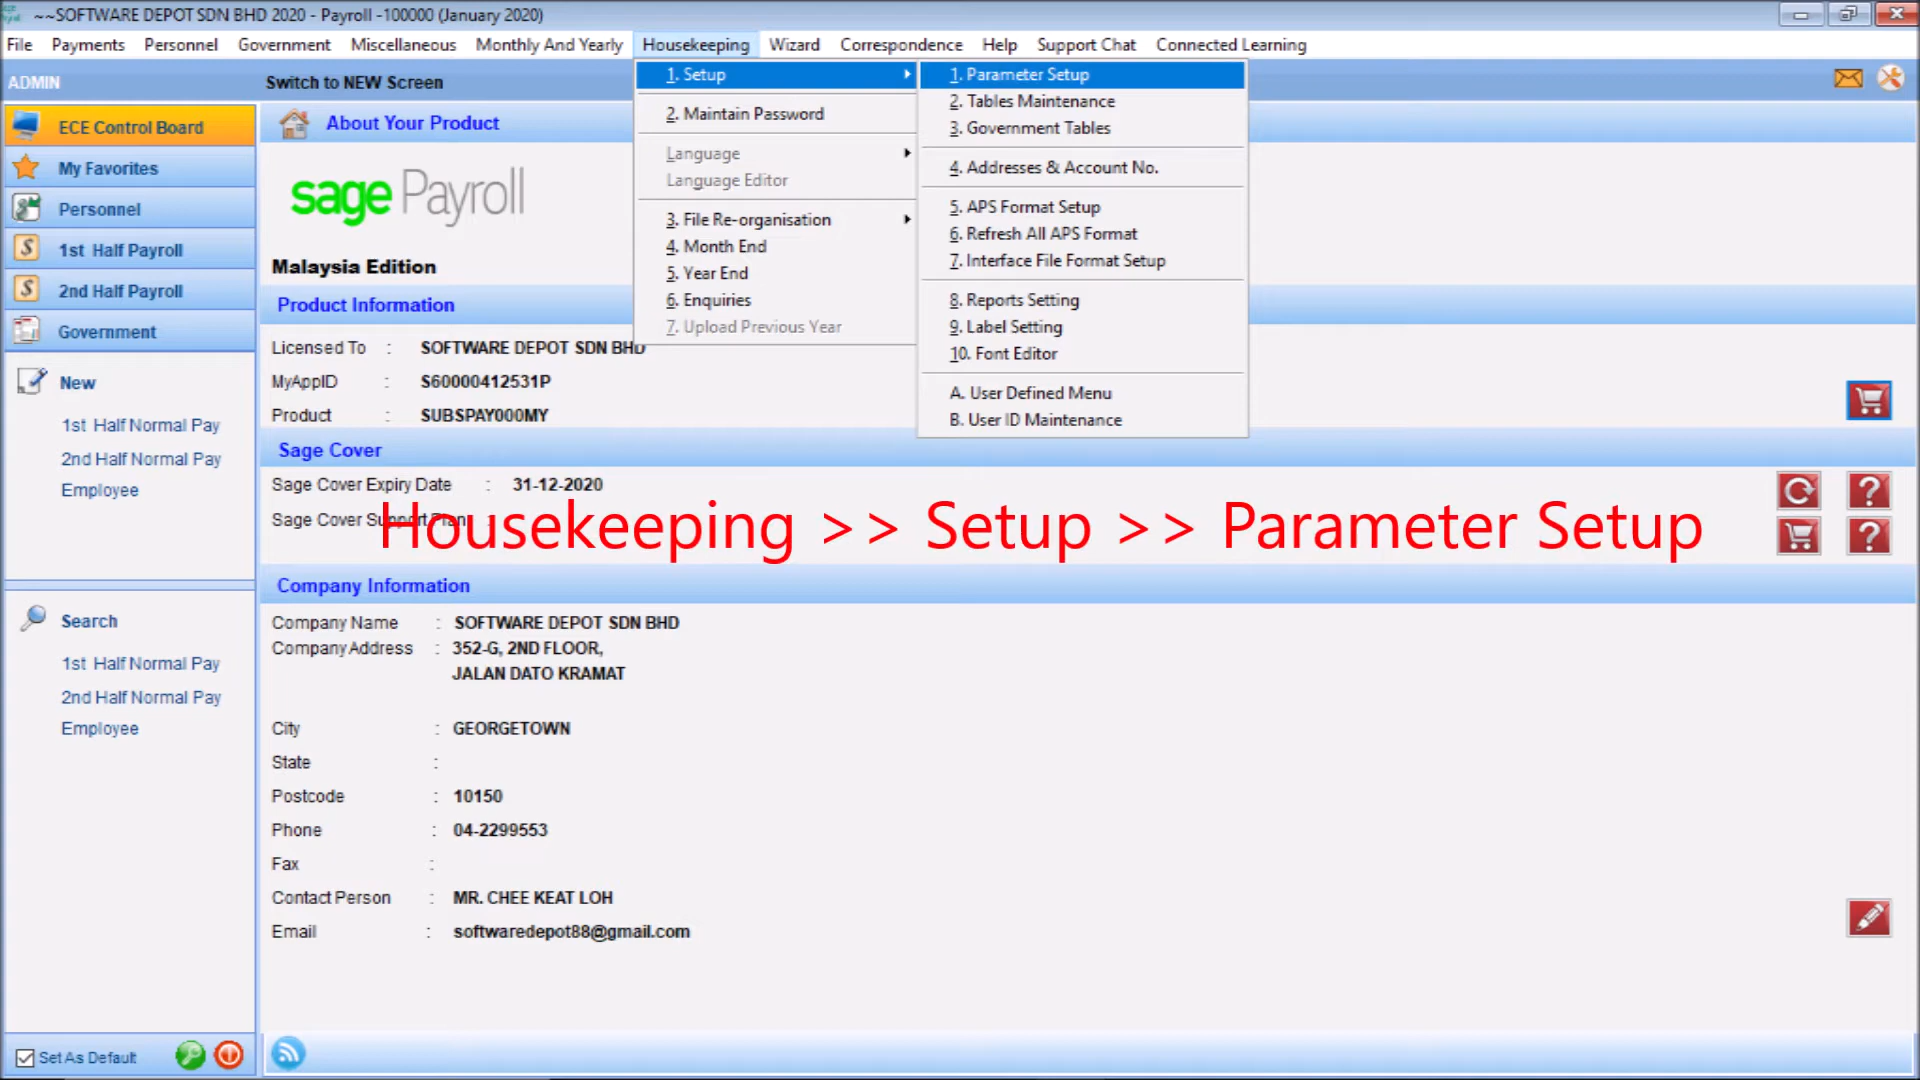 ~~SOFTWARE DEPOT SDN BHD 2020 - Payroll -100000 (January 2020)
File Payments Personnel Government Miscellaneous Monthly And Yearly Housekeeping Wizard Correspondence Help Support Chat Connected Learning
ADMIN
Switch to NEW Screen
ECE Control Board
My Favorites
Personnel
1st Half Payroll
2nd Half Payroll
Government
New
1st Half Normal Pay
2nd Half Normal Pay
Employee
Search
1st Half Normal Pay
2nd Half Normal Pay
Employee
Set As Default
1. Setup
2. Maintain Password
Language
Language Editor
3. File Re-organisation
4. Month End
5. Year End
6. Enquiries
7. Upload Previous Year
1. Parameter Setup
2. Tables Maintenance
3. Government Tables
4. Addresses & Account No.
5. APS Format Setup
6. Refresh All APS Format
7. Interface File Format Setup
8. Reports Setting
9. Label Setting
10. Font Editor
A. User Defined Menu
B. User ID Maintenance
About Your Product
sage Payroll
Malaysia Edition
Product Information
Licensed To : SOFTWARE DEPOT SDN BHD
MyAppID : S60000412531P
Product : SUBSPAY000MY
Sage Cover
Sage Cover Expiry Date : 31-12-2020
Sage Cover Support Plan :
Housekeeping >> Setup >> Parameter Setup
Company Information
Company Name : SOFTWARE DEPOT SDN BHD
Company Address : 352-G, 2ND FLOOR,
JALAN DATO KRAMAT
City : GEORGETOWN
State :
Postcode : 10150
Phone : 04-2299553
Fax :
Contact Person : MR. CHEE KEAT LOH
Email : softwaredepot88@gmail.com